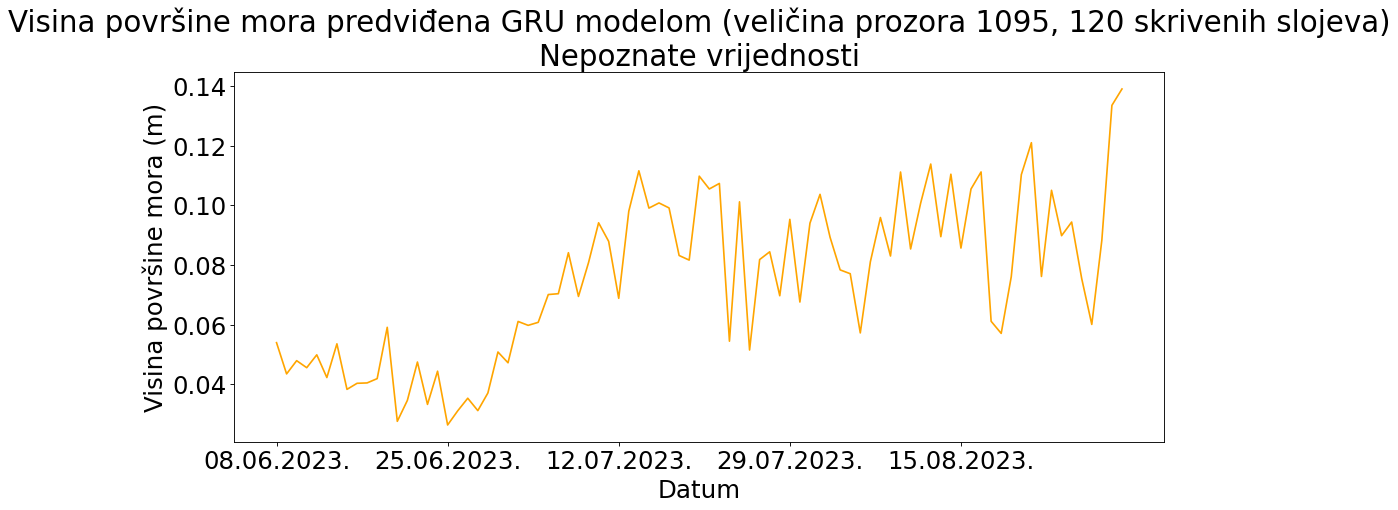 Visina površine mora predviđena GRU modelom (veličina prozora 1095, 120 skrivenih slojeva)
Nepoznate vrijednosti
Visina površine mora (m)
0.14
0.12
0.10
0.08
0.06
0.04
08.06.2023.
25.06.2023.
12.07.2023.
29.07.2023.
15.08.2023.
Datum